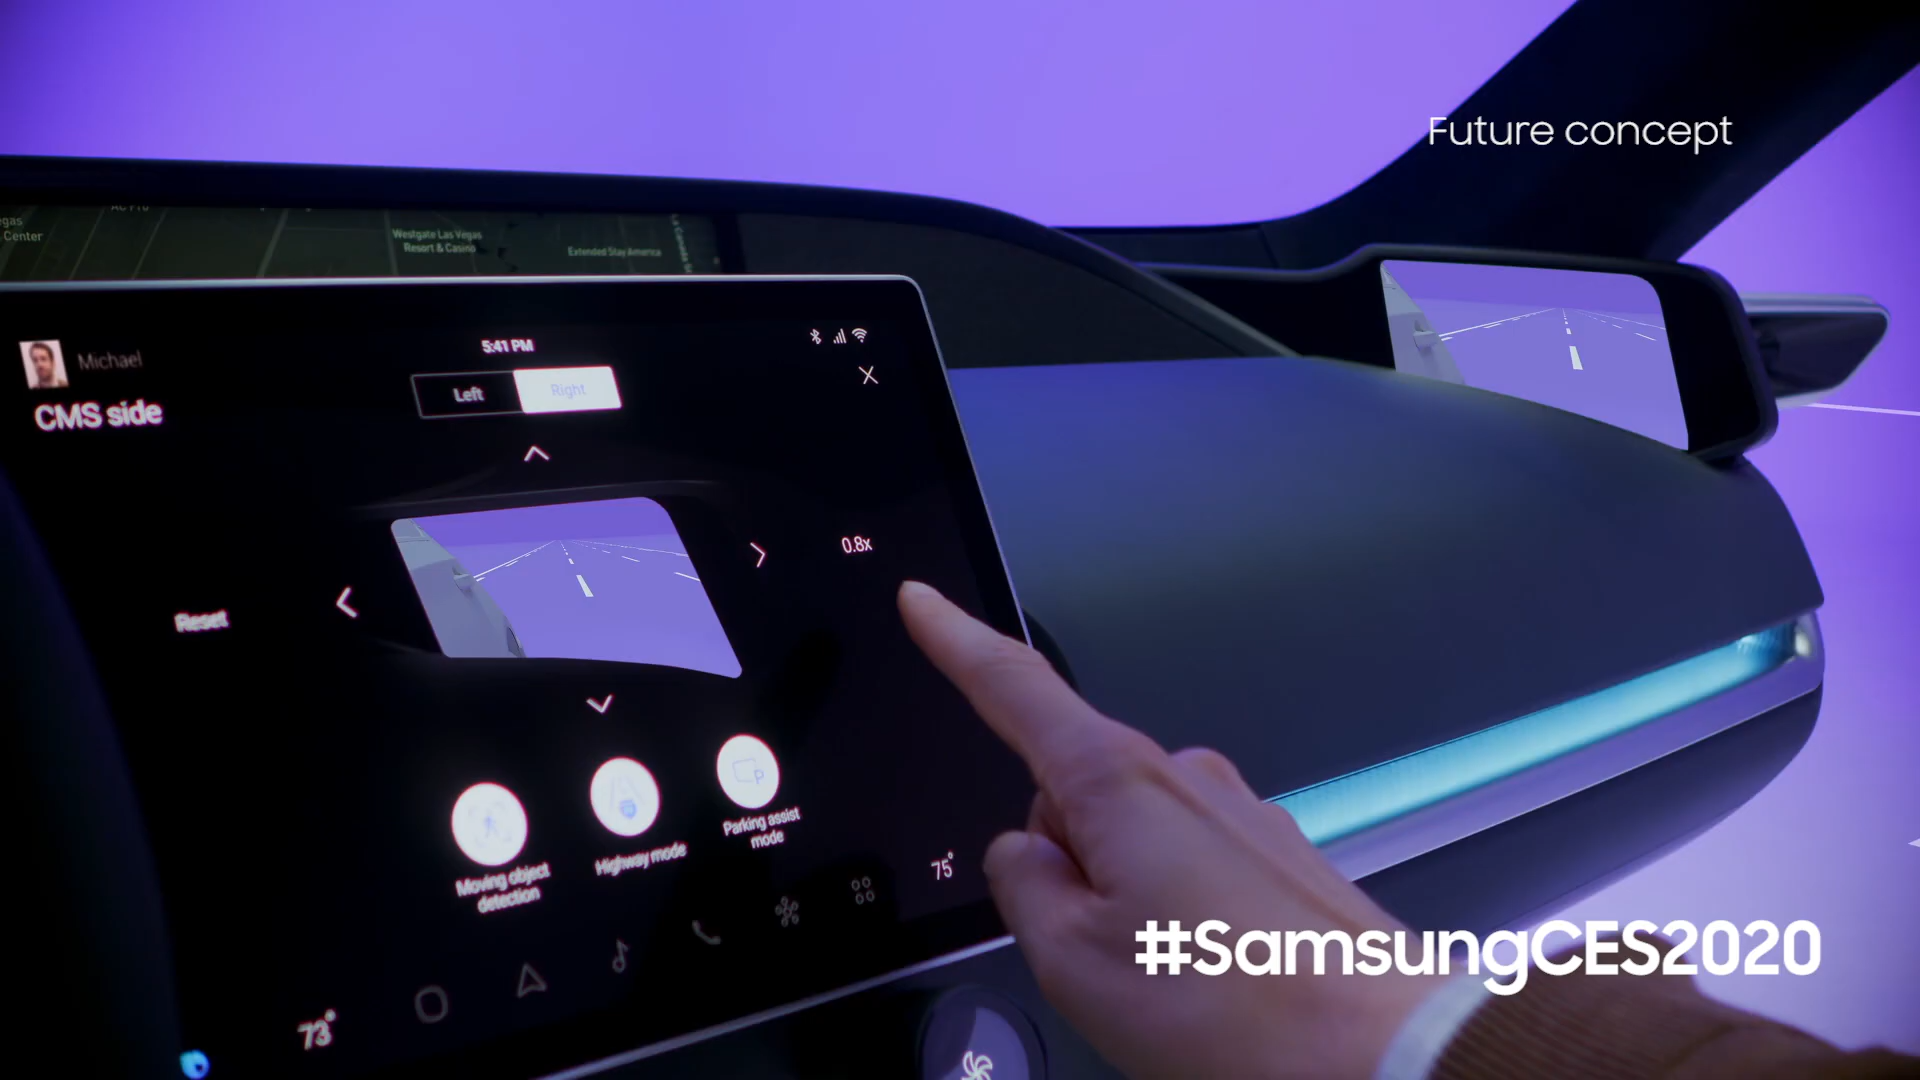 Future concept
egas
Center
Westgate Las Vegas
Resort & Casino
Extended Stay America
Michael
5:41 PM
CMS side
Left
Right
0.8x
Reset
Moving object
detection
Highway mode
Parking assist
mode
P
75°
73°
#SamsungCES2020